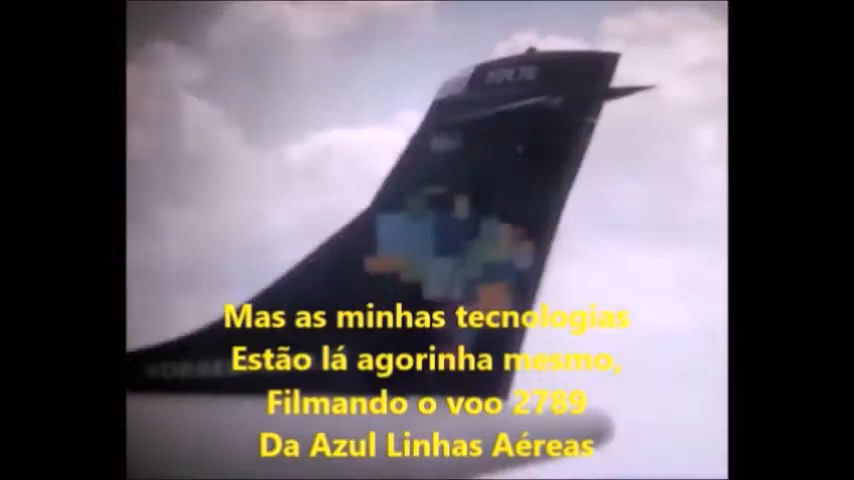 Mas as minhas tecnologias
Estão lá agorinha mesmo,
Filmando o voo 2789
Da Azul Linhas Aéreas